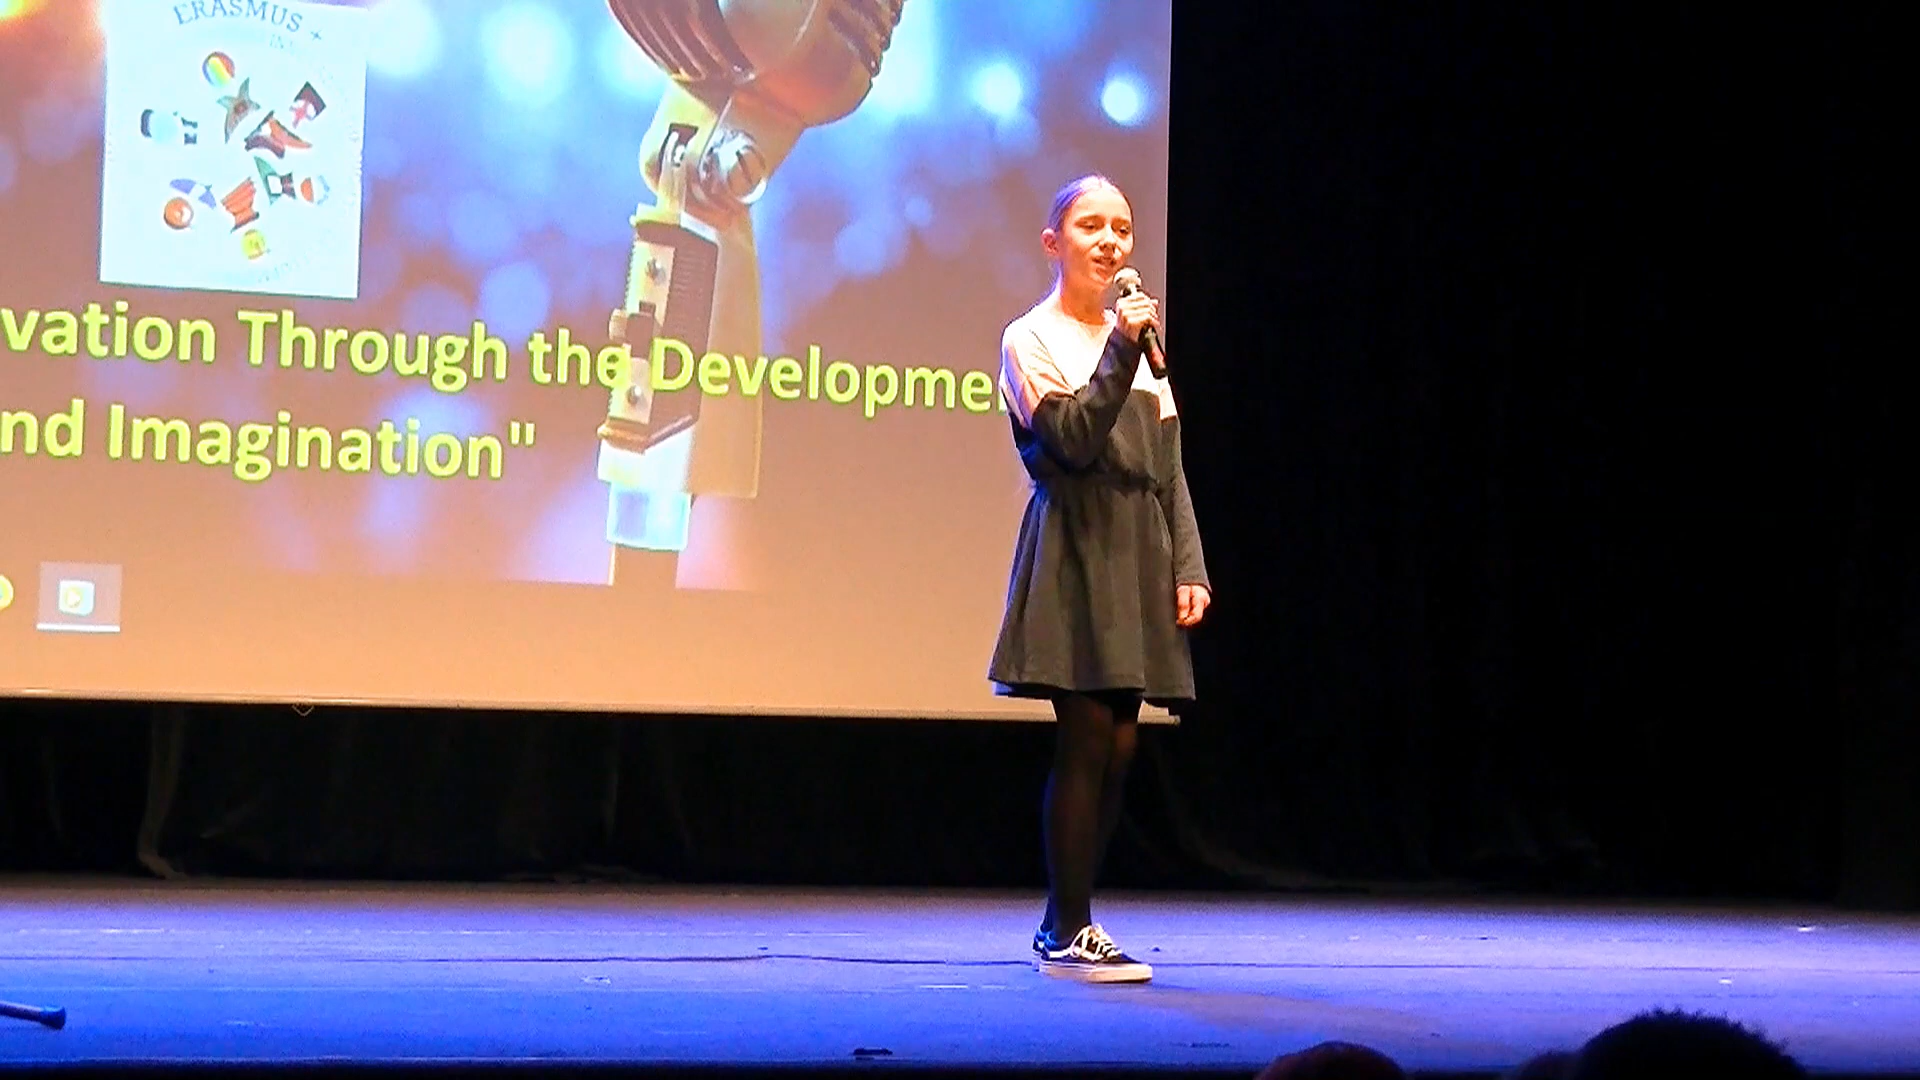 ERASMUS +
vation Through the Developme
nd Imagination"